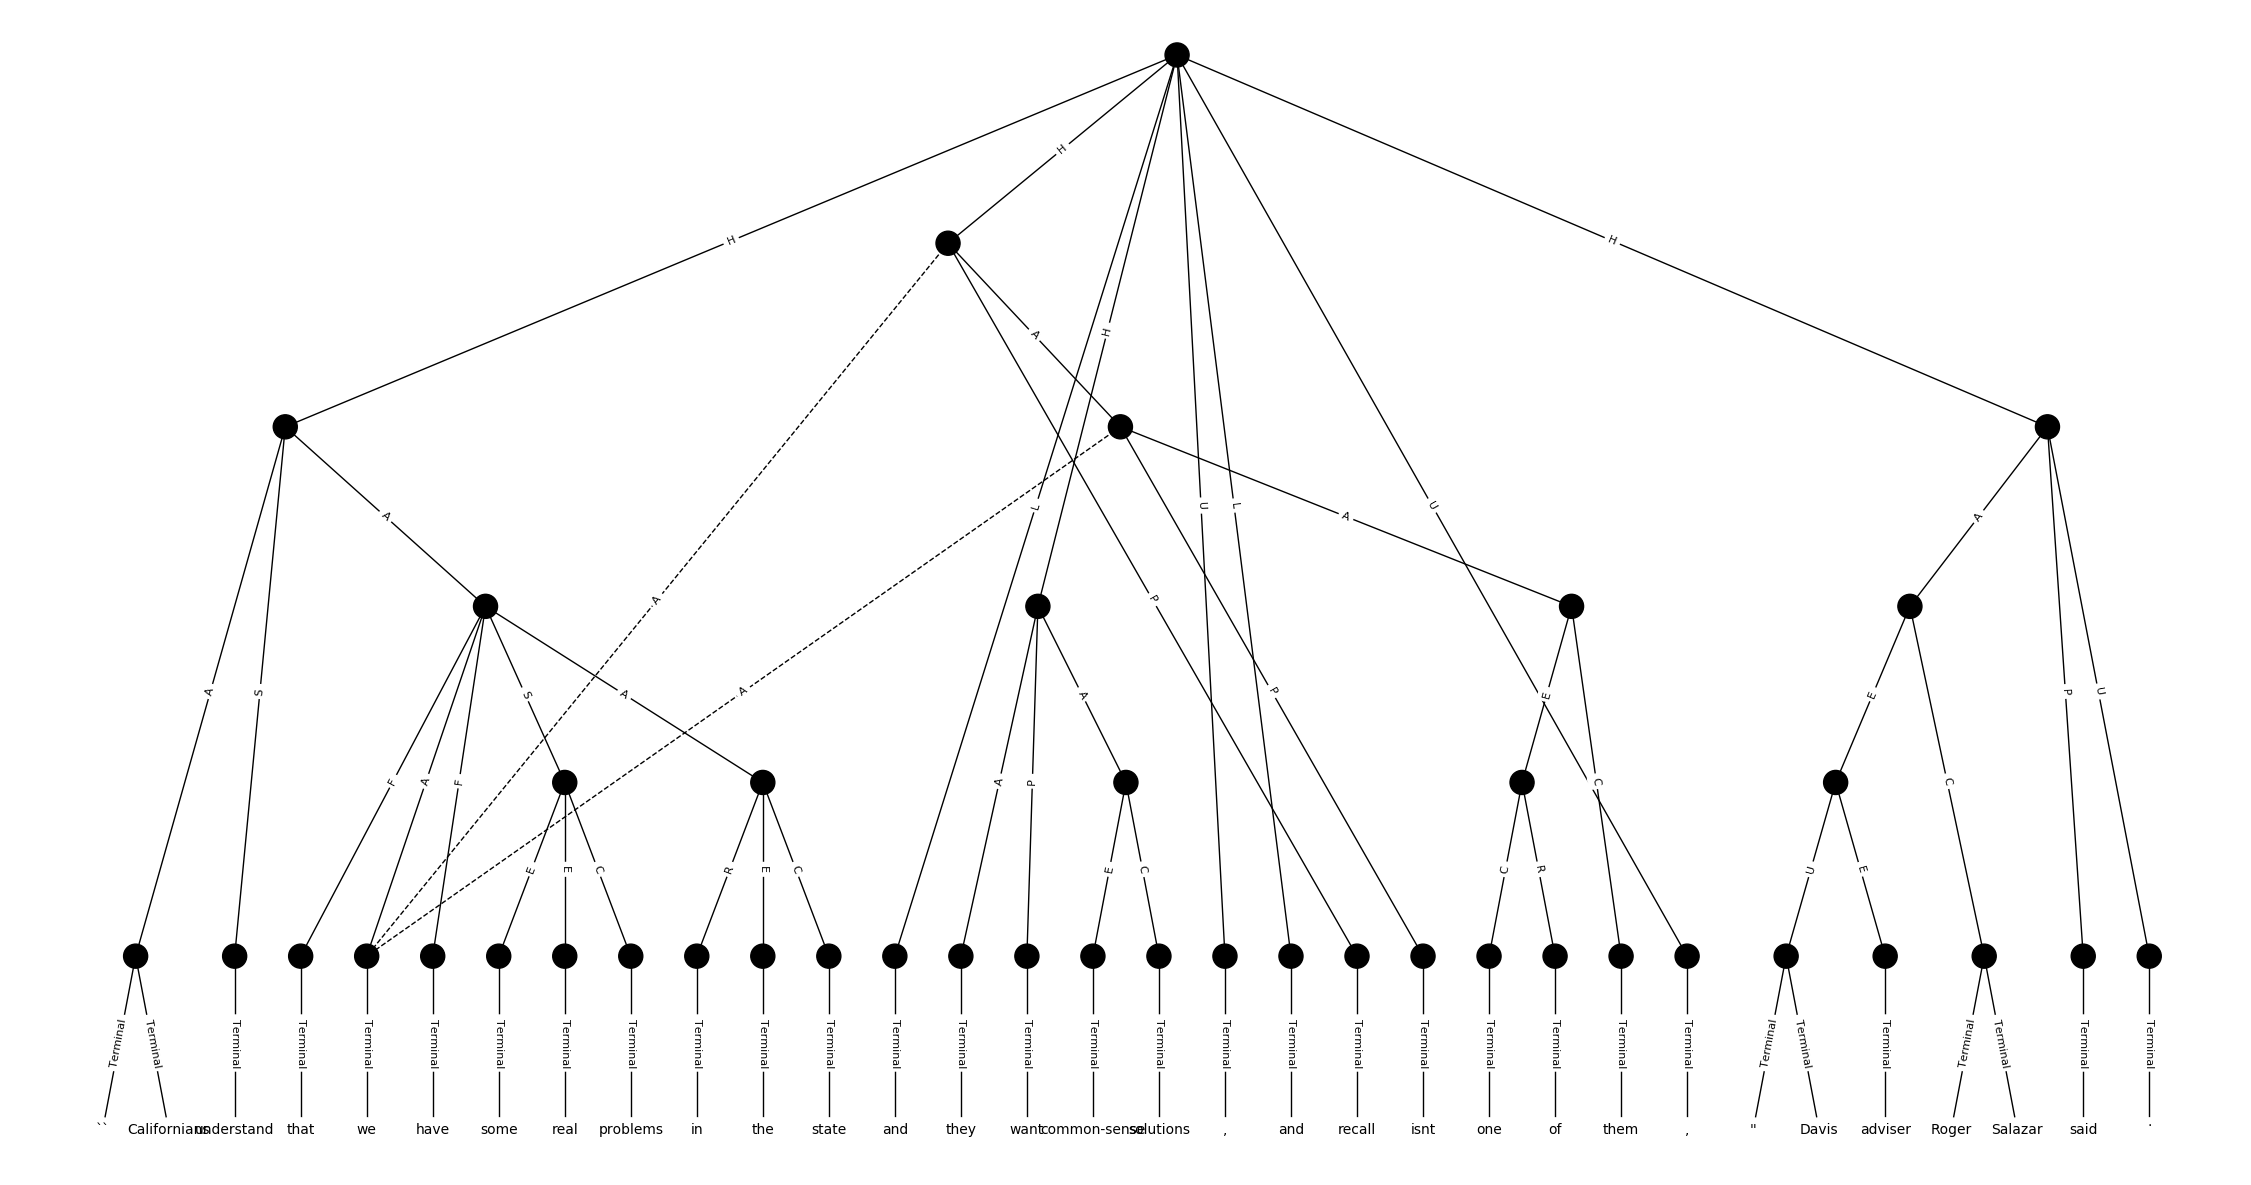 H
H
H
H
A
H
L
U
L
U
A
A
A
A
P
A
S
S
A
A
A
P
E
E
P
U
F
A
F
A
P
C
C
E
E
C
R
E
C
E
C
C
R
U
E
Terminal Terminal Terminal Terminal Terminal Terminal Terminal Terminal Terminal Terminal Terminal Terminal Terminal Terminal Terminal Terminal Terminal Terminal Terminal Terminal Terminal Terminal Terminal Terminal Terminal Terminal Terminal Terminal Terminal Terminal Terminal Terminal
`` Californians understand that we have some real problems in the state and they want common-sense solutions , and recall isnt one of them , " Davis adviser Roger Salazar said .